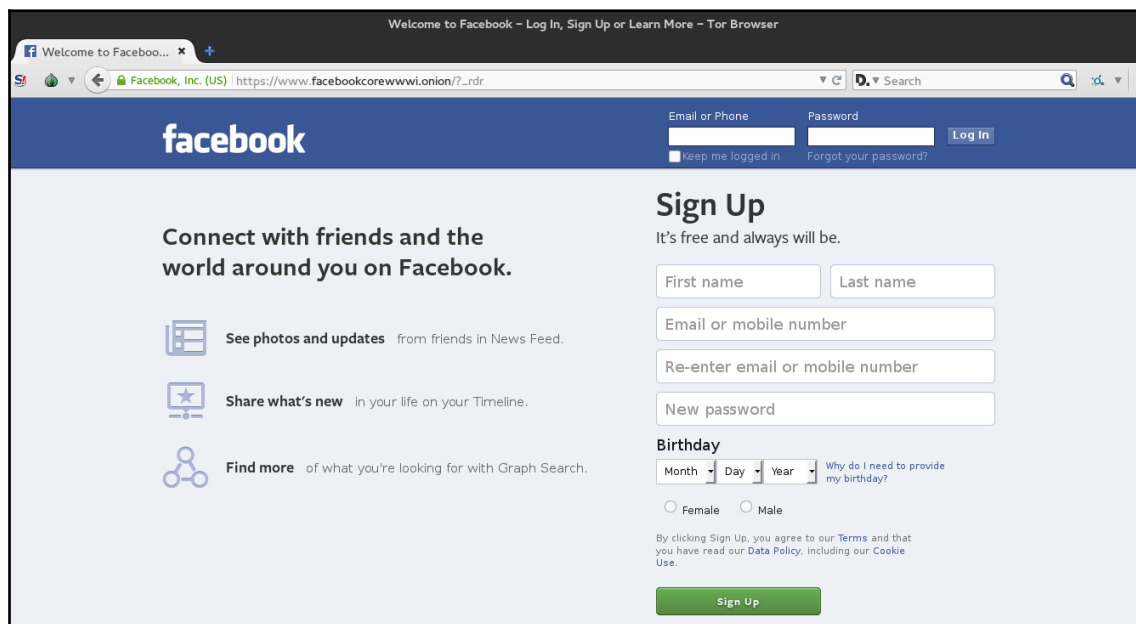 Welcome to Facebook – Log In, Sign Up or Learn More – Tor Browser
Welcome to Faceboo... ×
Facebook, Inc. (US) https://www.facebookcorewwwi.onion/?_rdr
Search
facebook
Email or Phone Password
Log In
Keep me logged in Forgot your password?
Connect with friends and the
world around you on Facebook.
See photos and updates from friends in News Feed.
Share what's new in your life on your Timeline.
Find more of what you're looking for with Graph Search.
Sign Up
It's free and always will be.
First name Last name
Email or mobile number
Re-enter email or mobile number
New password
Birthday
Month Day Year
Why do I need to provide
my birthday?
Female Male
By clicking Sign Up, you agree to our Terms and that
you have read our Data Policy, including our Cookie
Use.
Sign Up